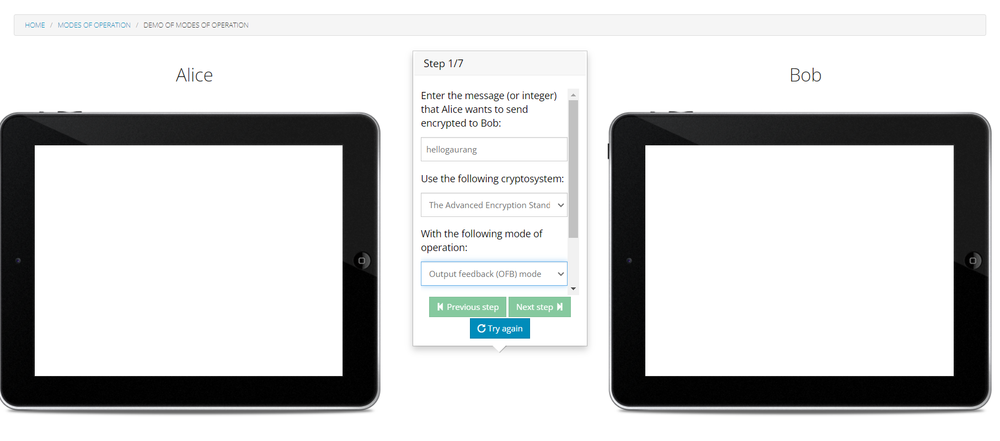 HOME / MODES OF OPERATION / DEMO OF MODES OF OPERATION
Alice
Step 1/7
Enter the message (or integer)
that Alice wants to send
encrypted to Bob:
hellogaurang
Use the following cryptosystem:
The Advanced Encryption Stand
With the following mode of
operation:
Output feedback (OFB) mode
Previous step Next step
Try again
Bob